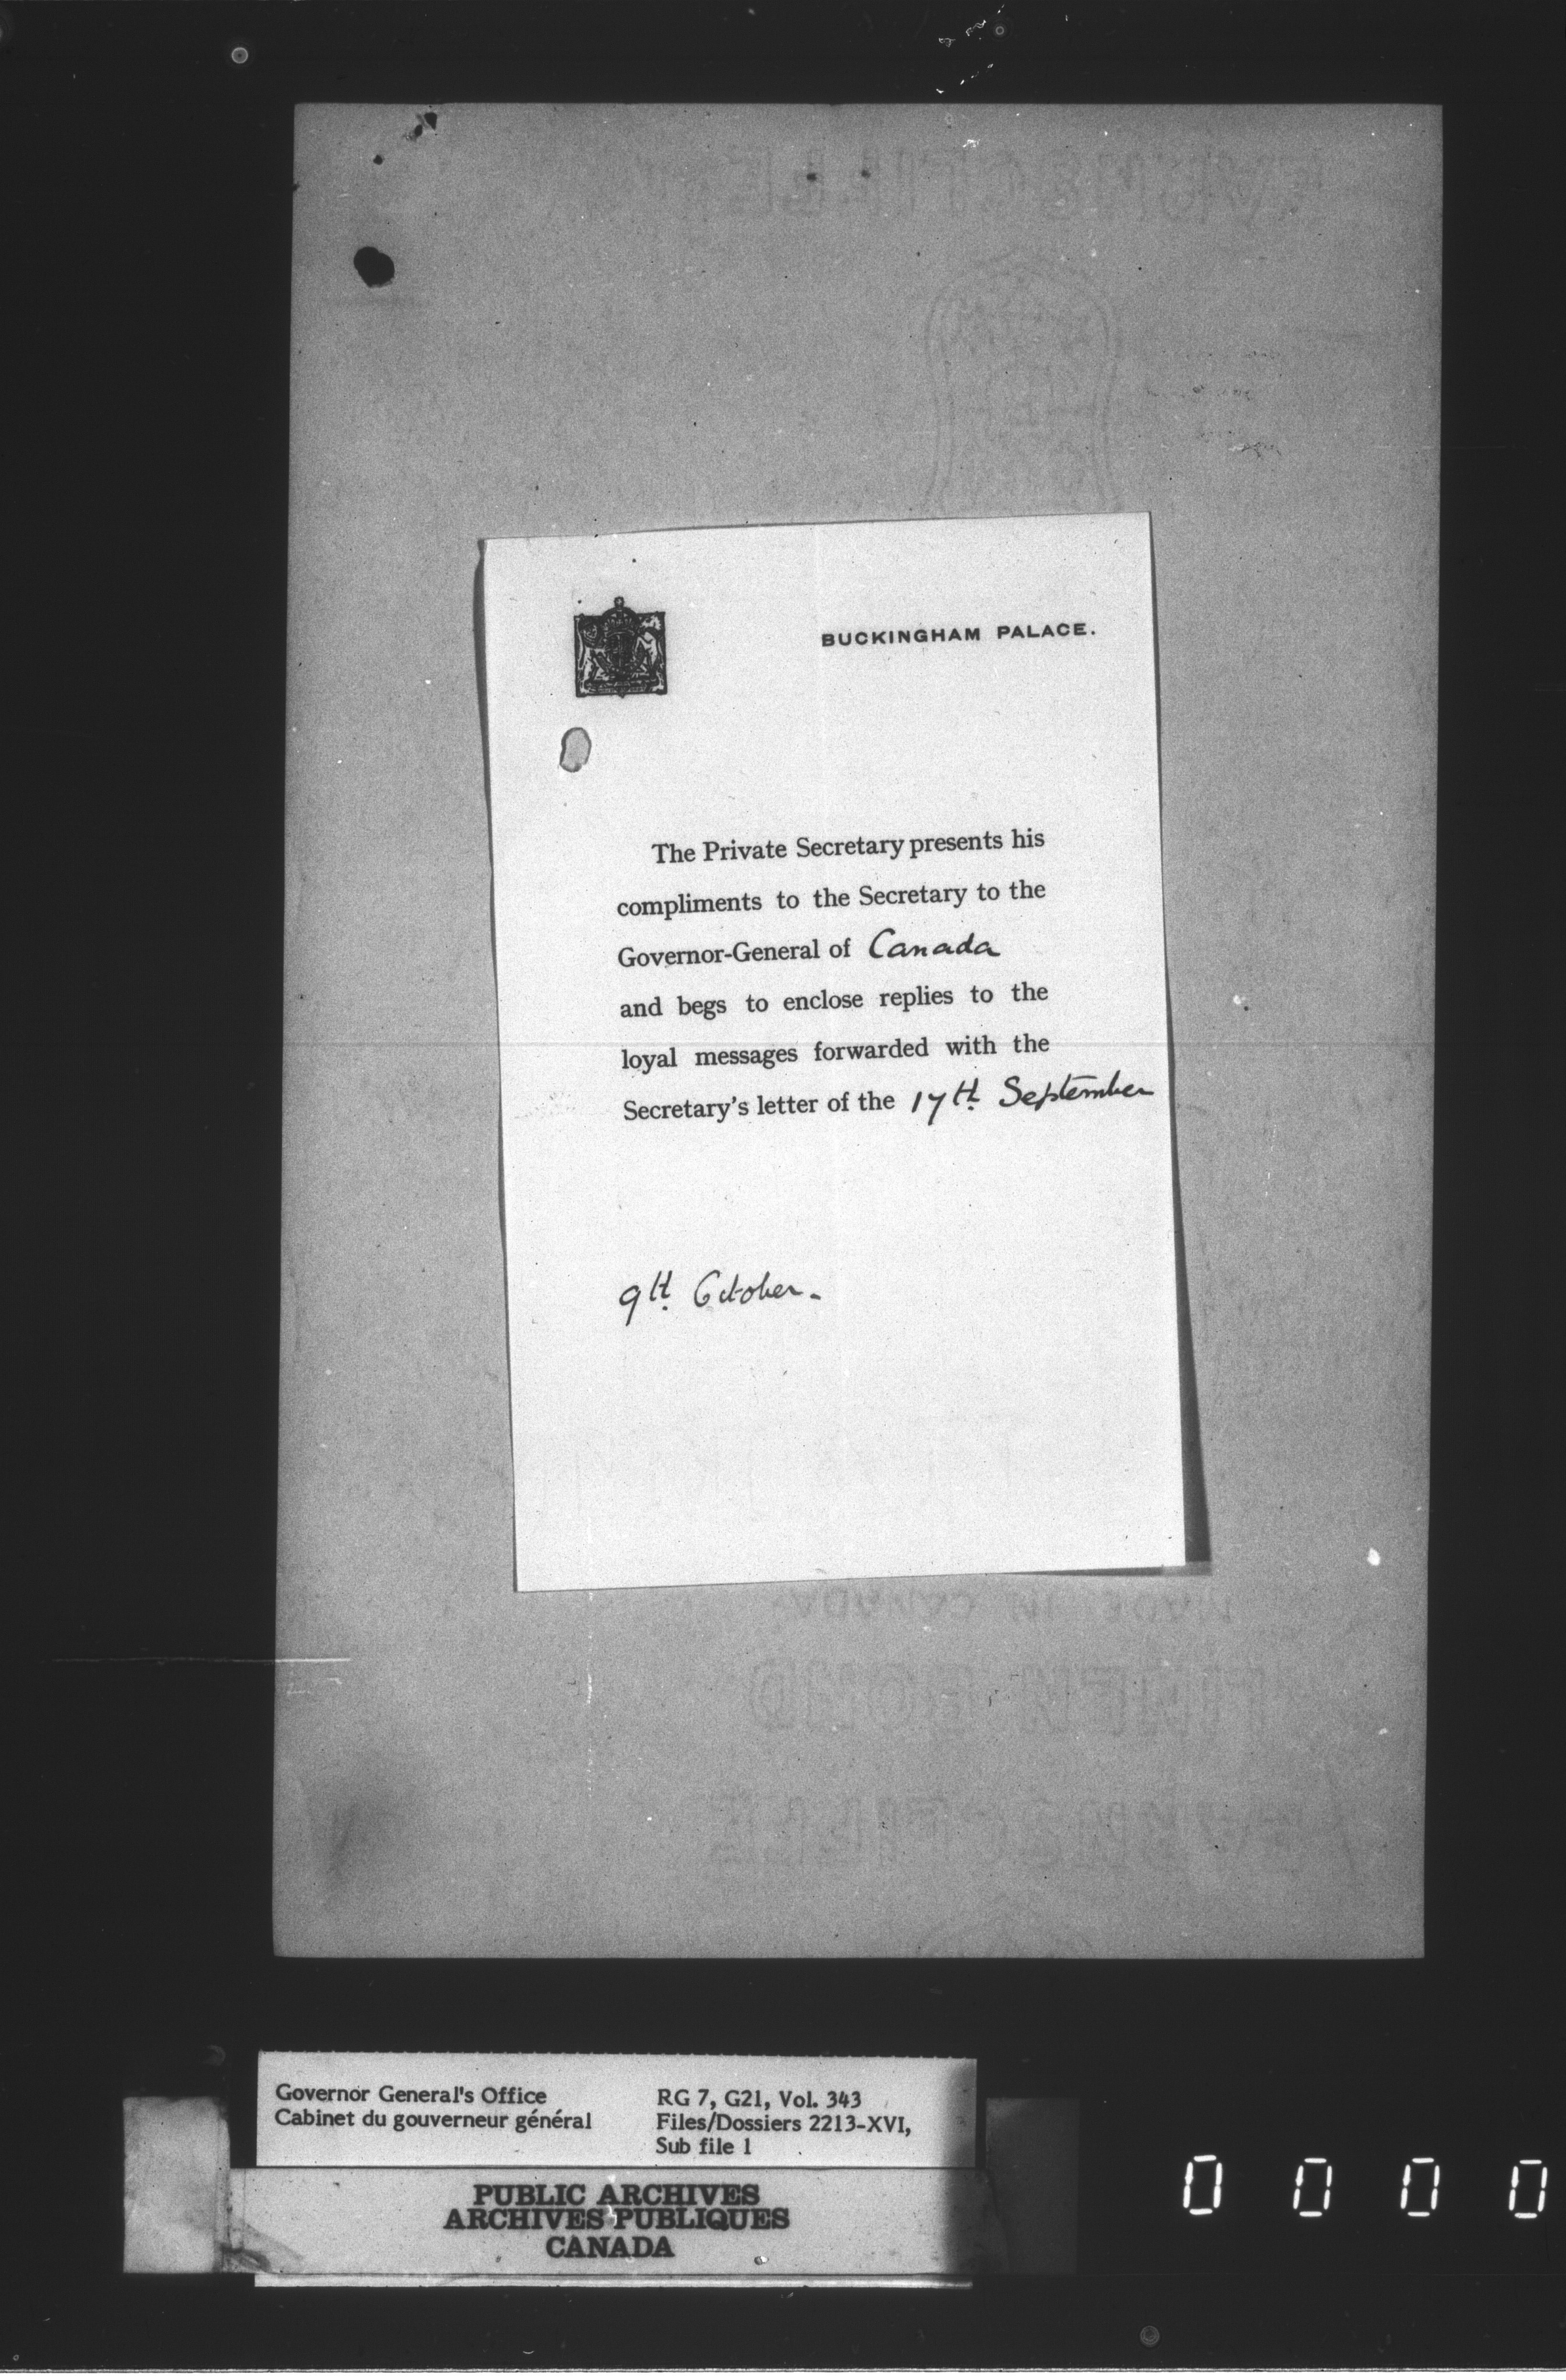 BUCKINGHAM PALACE.
The Private Secretary presents his
compliments to the Secretary to the
Governor-General of Canada
and begs to enclose replies to the
loyal messages forwarded with the
Secretary's letter of the 17th September
9th October.
MADE IN CANADA
Governor General's Office
Cabinet du gouverneur général
RG 7, G21, Vol. 343
Files/Dossiers 2213-XVI,
Sub file 1
PUBLIC ARCHIVES
ARCHIVES PUBLIQUES
CANADA
0 0 0 0